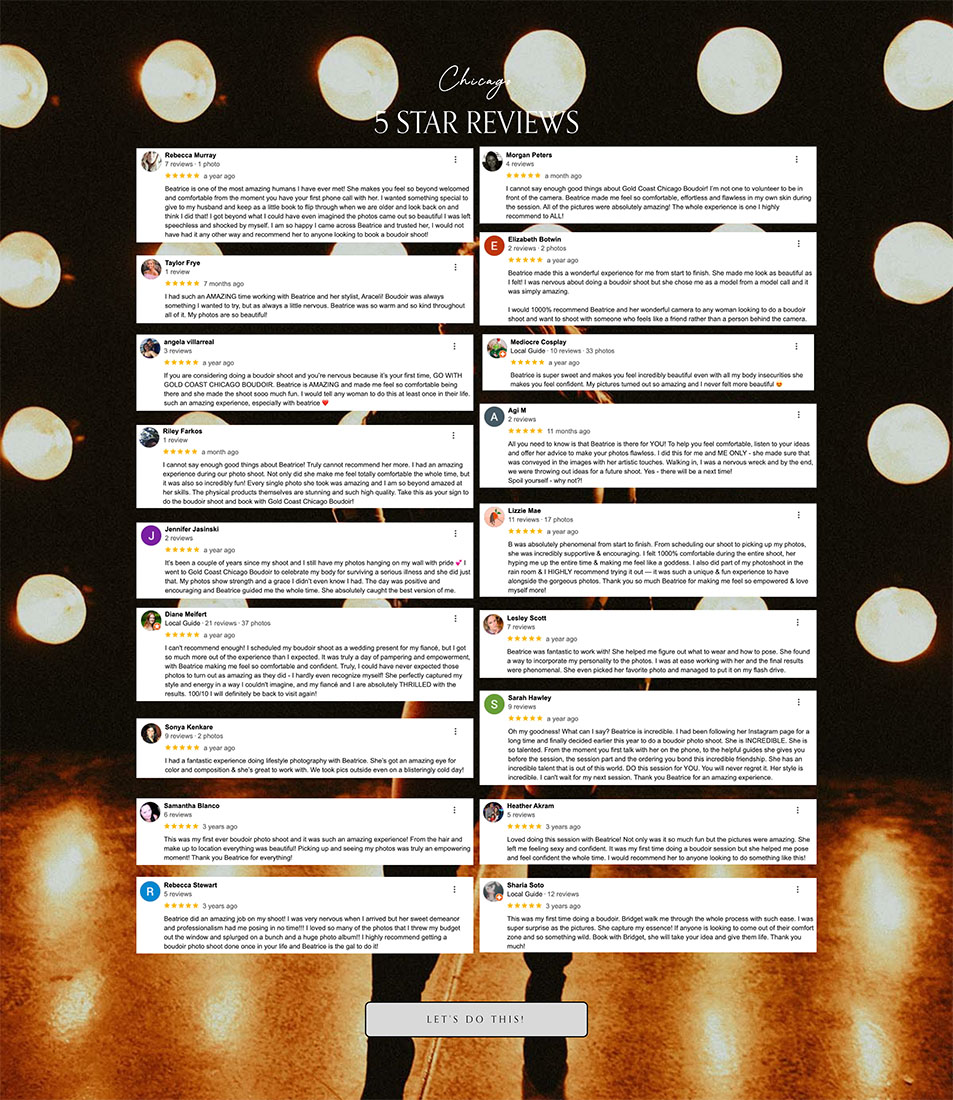 Chicago
5 STAR REVIEWS
Rebecca Murray
7 reviews · 1 photo
★★★★★ a year ago
Beatrice is one of the most amazing humans I have ever met! She makes you feel so beyond welcomed
and comfortable from the moment you have your first phone call with her. I wanted something special to
give to my husband and keep as a little book to flip through when we are older and look back on and
think I did that! I got beyond what I could have even imagined the photos came out so beautiful I was left
speechless and shocked by myself. I am so happy I came across Beatrice and trusted her, I would not
have had it any other way and recommend her to anyone looking to book a boudoir shoot!
Taylor Frye
1 review
★★★★★ 7 months ago
I had such an AMAZING time working with Beatrice and her stylist, Araceli! Boudoir was always
something I wanted to try, but as always a little nervous. Beatrice was so warm and so kind throughout
all of it. My photos are so beautiful!
angela villarreal
3 reviews
★★★★★ a year ago
If you are considering doing a boudoir shoot and you're nervous because it's your first time, GO WITH
GOLD COAST CHICAGO BOUDOIR. Beatrice is AMAZING and made me feel so comfortable being
there and she made the shoot sooo much fun. I would tell any woman to do this at least once in their life.
such an amazing experience, especially with beatrice ❤️
Riley Farkos
1 review
★★★★★ a month ago
I cannot say enough good things about Beatrice! Truly cannot recommend her more. I had an amazing
experience during our photo shoot. Not only did she make me feel totally comfortable the whole time, but
it was also so incredibly fun! Every single photo she took was amazing and I am so beyond amazed at
her skills. The physical products themselves are stunning and such high quality. Take this as your sign to
do the boudoir shoot and book with Gold Coast Chicago Boudoir!
J
Jennifer Jasinski
2 reviews
★★★★★ a year ago
It's been a couple of years since my shoot and I still have my photos hanging on my wall with pride 💕 I
went to Gold Coast Chicago Boudoir to celebrate my body for surviving a serious illness and she did just
that. My photos show strength and a grace I didn't even know I had. The day was positive and
encouraging and Beatrice guided me the whole time. She absolutely caught the best version of me.
Diane Meifert
Local Guide · 21 reviews · 37 photos
★★★★★ a year ago
I can't recommend enough! I scheduled my boudoir shoot as a wedding present for my fiancé, but I got
so much more out of the experience than I expected. It was truly a day of pampering and empowerment,
with Beatrice making me feel so comfortable and confident. Truly, I could have never expected those
photos to turn out as amazing as they did - I hardly even recognize myself! She perfectly captured my
style and energy in a way I couldn't imagine, and my fiancé and I are absolutely THRILLED with the
results. 100/10 I will definitely be back to visit again!
Sonya Kenkare
9 reviews · 2 photos
★★★★★ a year ago
I had a fantastic experience doing lifestyle photography with Beatrice. She's got an amazing eye for
color and composition & she's great to work with. We took pics outside even on a blisteringly cold day!
Samantha Blanco
6 reviews
★★★★★ 3 years ago
This was my first ever boudoir photo shoot and it was such an amazing experience! From the hair and
make up to location everything was beautiful! Picking up and seeing my photos was truly an empowering
moment! Thank you Beatrice for everything!
R
Rebecca Stewart
5 reviews
★★★★★ 3 years ago
Beatrice did an amazing job on my shoot! I was very nervous when I arrived but her sweet demeanor
and professionalism had me posing in no time!!! I loved so many of the photos that I threw my budget
out the window and splurged on a bunch and a huge photo album!! I highly recommend getting a
boudoir photo shoot done once in your life and Beatrice is the gal to do it!
Morgan Peters
4 reviews
★★★★★ a month ago
I cannot say enough good things about Gold Coast Chicago Boudoir! I'm not one to volunteer to be in
front of the camera. Beatrice made me feel so comfortable, effortless and flawless in my own skin during
the session. All of the pictures were absolutely amazing! The whole experience is one I highly
recommend to ALL!
E
Elizabeth Botwin
2 reviews · 2 photos
★★★★★ a year ago
Beatrice made this a wonderful experience for me from start to finish. She made me look as beautiful as
I felt! I was nervous about doing a boudoir shoot but she chose me as a model from a model call and it
was simply amazing.
I would 1000% recommend Beatrice and her wonderful camera to any woman looking to do a boudoir
shoot and want to shoot with someone who feels like a friend rather than a person behind the camera.
Mediocre Cosplay
Local Guide · 10 reviews · 33 photos
★★★★★ a year ago
Beatrice is super sweet and makes you feel incredibly beautiful even with all my body insecurities she
makes you feel confident. My pictures turned out so amazing and I never felt more beautiful 😍
A
Agi M
2 reviews
★★★★★ 11 months ago
All you need to know is that Beatrice is there for YOU! To help you feel comfortable, listen to your ideas
and offer her advice to make your photos flawless. I did this for me and ME ONLY - she made sure that
was conveyed in the images with her artistic touches. Walking in, I was a nervous wreck and by the end,
we were throwing out ideas for a future shoot. Yes - there will be a next time!
Spoil yourself - why not?!
Lizzie Mae
11 reviews · 17 photos
★★★★★ a year ago
B was absolutely phenomenal from start to finish. From scheduling our shoot to picking up my photos,
she was incredibly supportive & encouraging. I felt 1000% comfortable during the entire shoot, her
hyping me up the entire time & making me feel like a goddess. I also did part of my photoshoot in the
rain room & I HIGHLY recommend trying it out — it was such a unique & fun experience to have
alongside the gorgeous photos. Thank you so much Beatrice for making me feel so empowered & love
myself more!
Lesley Scott
7 reviews
★★★★★ a year ago
Beatrice was fantastic to work with! She helped me figure out what to wear and how to pose. She found
a way to incorporate my personality to the photos. I was at ease working with her and the final results
were phenomenal. She even picked her favorite photo and managed to put it on my flash drive.
S
Sarah Hawley
9 reviews
★★★★★ a year ago
Oh my goodness! What can I say? Beatrice is incredible. I had been following her Instagram page for a
long time and finally decided earlier this year to do a boudoir photo shoot. She is INCREDIBLE. She is
so talented. From the moment you first talk with her on the phone, to the helpful guides she gives you
before the session, the session part and the ordering you bond this incredible friendship. She has an
incredible talent that is out of this world. DO this session for YOU. You will never regret it. Her style is
incredible. I can't wait for my next session. Thank you Beatrice for an amazing experience.
Heather Akram
5 reviews
★★★★★ 3 years ago
Loved doing this session with Beatrice! Not only was it so much fun but the pictures were amazing. She
left me feeling sexy and confident. It was my first time doing a boudoir session but she helped me pose
and feel confident the whole time. I would recommend her to anyone looking to do something like this!
Sharia Soto
Local Guide · 12 reviews
★★★★★ 3 years ago
This was my first time doing a boudoir. Bridget walk me through the whole process with such ease. I was
super surprise as the pictures. She capture my essence! If anyone is looking to come out of their comfort
zone and so something wild. Book with Bridget, she will take your idea and give them life. Thank you
much!
LET'S DO THIS!